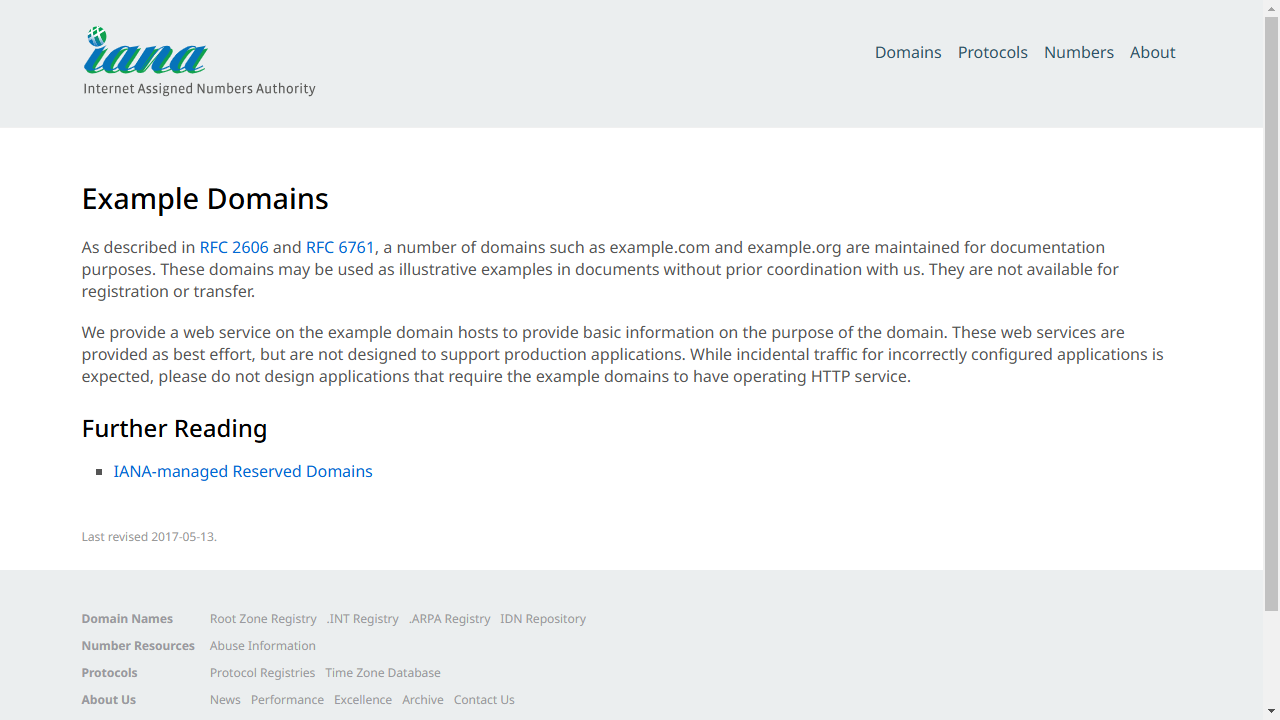 iana
Internet Assigned Numbers Authority
Domains Protocols Numbers About
Example Domains
As described in RFC 2606 and RFC 6761, a number of domains such as example.com and example.org are maintained for documentation
purposes. These domains may be used as illustrative examples in documents without prior coordination with us. They are not available for
registration or transfer.
We provide a web service on the example domain hosts to provide basic information on the purpose of the domain. These web services are
provided as best effort, but are not designed to support production applications. While incidental traffic for incorrectly configured applications is
expected, please do not design applications that require the example domains to have operating HTTP service.
Further Reading
IANA-managed Reserved Domains
Last revised 2017-05-13.
Domain Names Root Zone Registry .INT Registry .ARPA Registry IDN Repository
Number Resources Abuse Information
Protocols Protocol Registries Time Zone Database
About Us News Performance Excellence Archive Contact Us